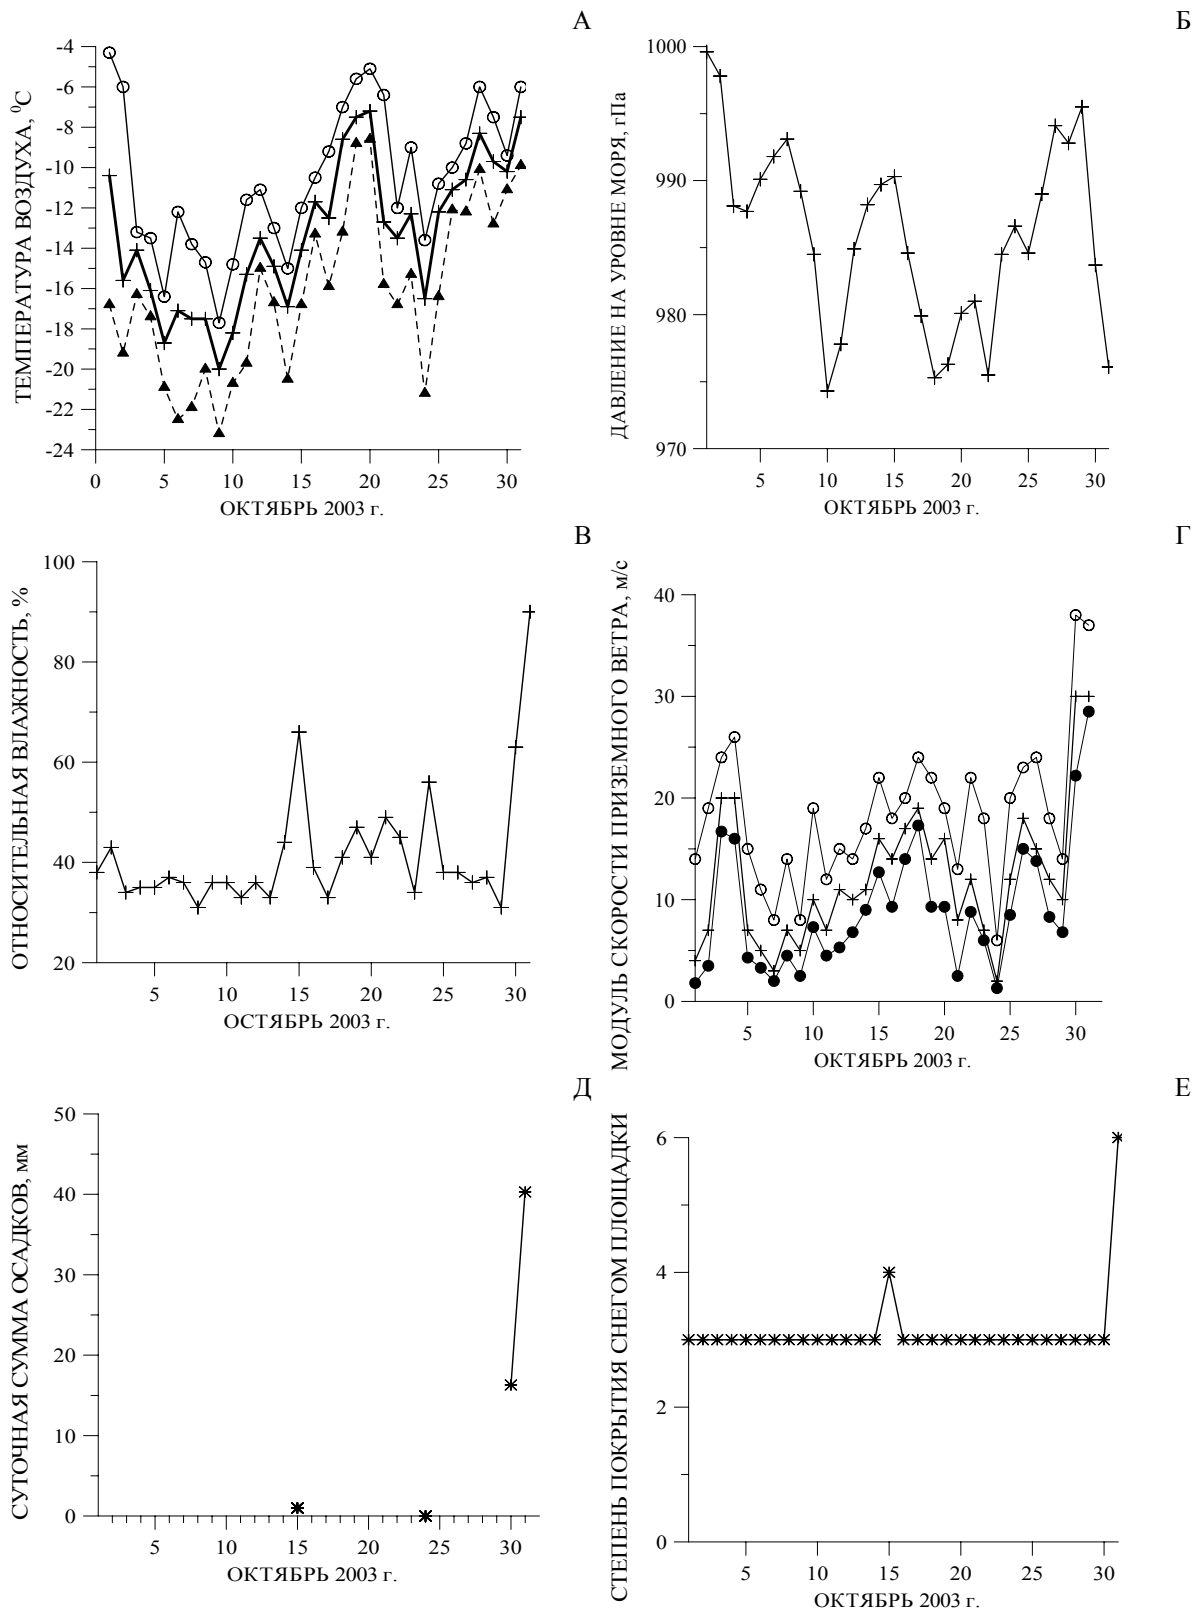 А
ТЕМПЕРАТУРА ВОЗДУХА, ⁰С
-4
-6
-8
-10
-12
-14
-16
-18
-20
-22
-24
0 5 10 15 20 25 30
ОКТЯБРЬ 2003 г.
Б
ДАВЛЕНИЕ НА УРОВНЕ МОРЯ, гПа
1000
990
980
970
5 10 15 20 25 30
ОКТЯБРЬ 2003 г.
В
ОТНОСИТЕЛЬНАЯ ВЛАЖНОСТЬ, %
100
80
60
40
20
5 10 15 20 25 30
ОСТЯБРЬ 2003 г.
Г
МОДУЛЬ СКОРОСТИ ПРИЗЕМНОГО ВЕТРА, м/с
40
30
20
10
0
5 10 15 20 25 30
ОКТЯБРЬ 2003 г.
Д
СУТОЧНАЯ СУММА ОСАДКОВ, мм
50
40
30
20
10
0
5 10 15 20 25 30
ОКТЯБРЬ 2003 г.
Е
СТЕПЕНЬ ПОКРЫТИЯ СНЕГОМ ПЛОЩАДКИ
6
4
2
0
5 10 15 20 25 30
ОКТЯБРЬ 2003 г.